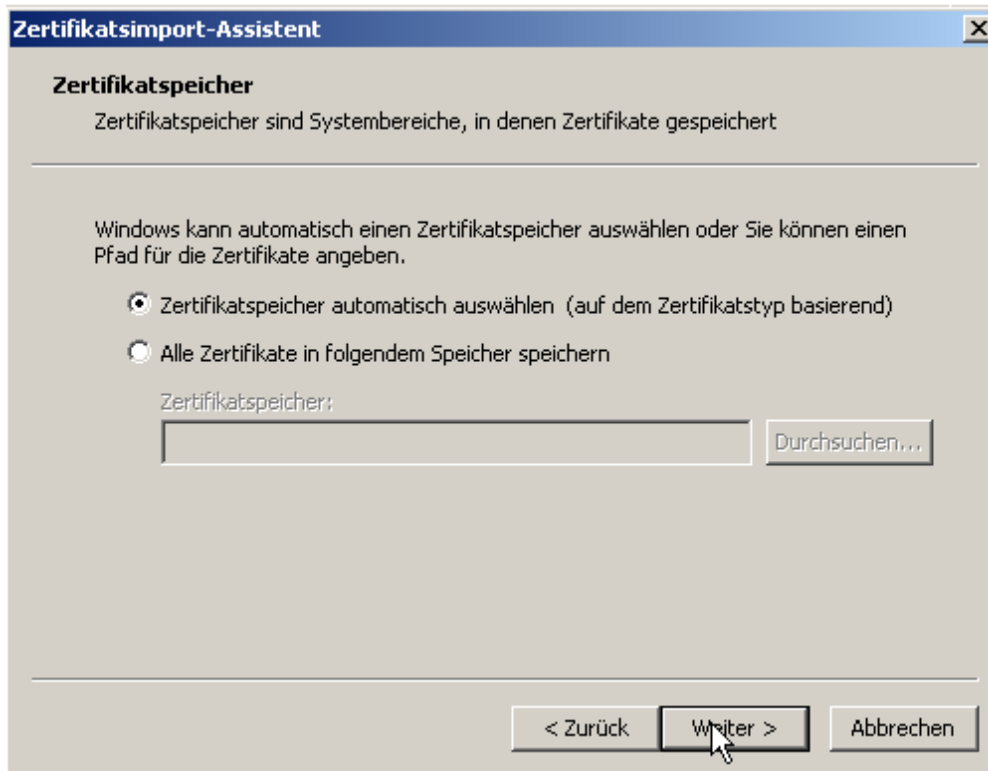 Zertifikatsimport-Assistent
Zertifikatspeicher
Zertifikatspeicher sind Systembereiche, in denen Zertifikate gespeichert
Windows kann automatisch einen Zertifikatspeicher auswählen oder Sie können einen
Pfad für die Zertifikate angeben.
Zertifikatspeicher automatisch auswählen (auf dem Zertifikatstyp basierend)
Alle Zertifikate in folgendem Speicher speichern
Zertifikatspeicher:
Durchsuchen...
< Zurück Weiter > Abbrechen